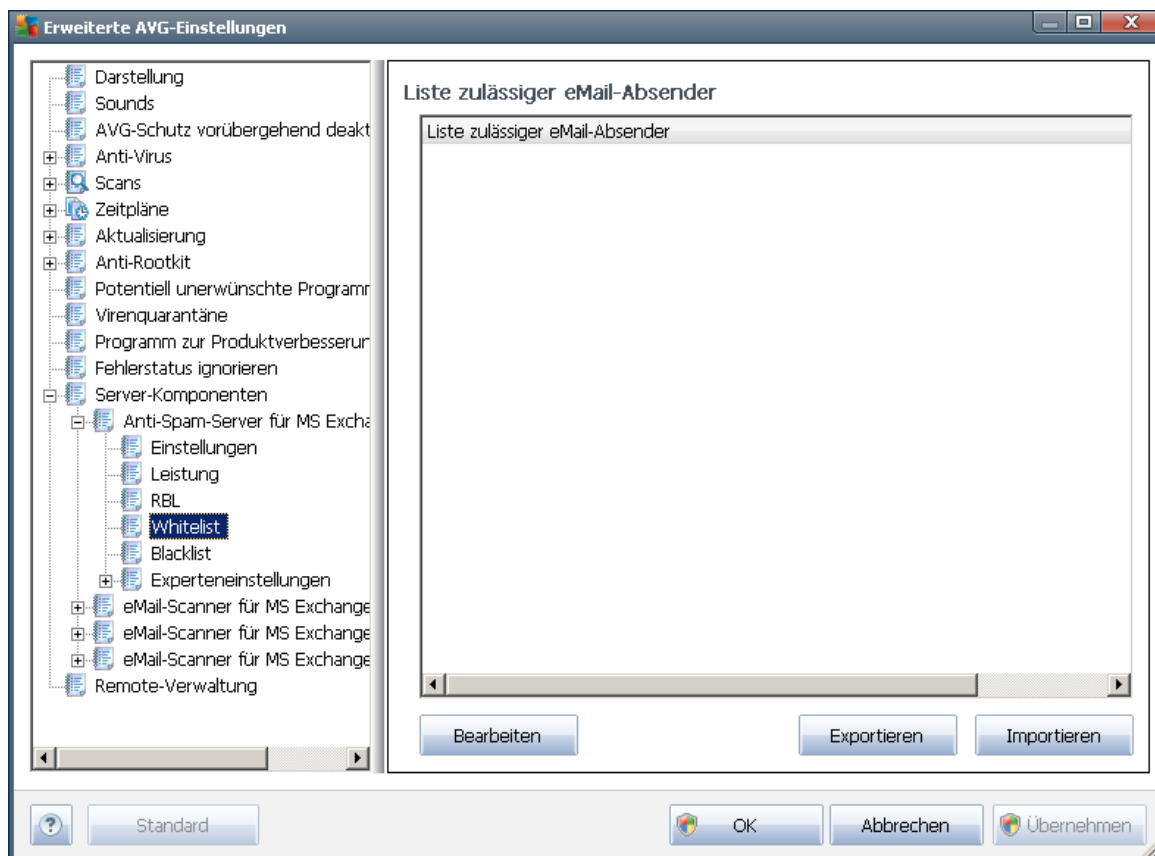 Erweiterte AVG-Einstellungen
Darstellung
Sounds
AVG-Schutz vorübergehend deakt
Anti-Virus
Scans
Zeitpläne
Aktualisierung
Anti-Rootkit
Potentiell unerwünschte Programm
Virenquarantäne
Programm zur Produktverbesserun
Fehlerstatus ignorieren
Server-Komponenten
Anti-Spam-Server für MS Excha
Einstellungen
Leistung
RBL
Whitelist
Blacklist
Experteneinstellungen
eMail-Scanner für MS Exchange
eMail-Scanner für MS Exchange
eMail-Scanner für MS Exchange
Remote-Verwaltung
Liste zulässiger eMail-Absender
Liste zulässiger eMail-Absender
Bearbeiten
Exportieren
Importieren
?
Standard
OK
Abbrechen
Übernehmen